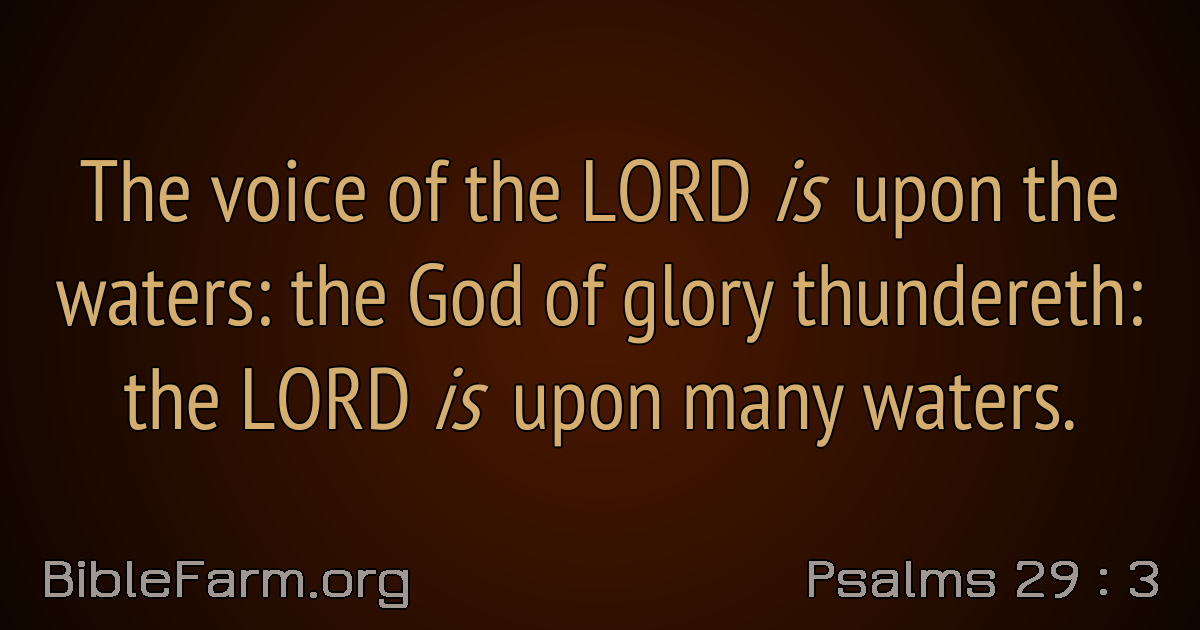 The voice of the LORD is upon the
waters: the God of glory thundereth:
the LORD is upon many waters.
BibleFarm.org
Psalms 29 : 3